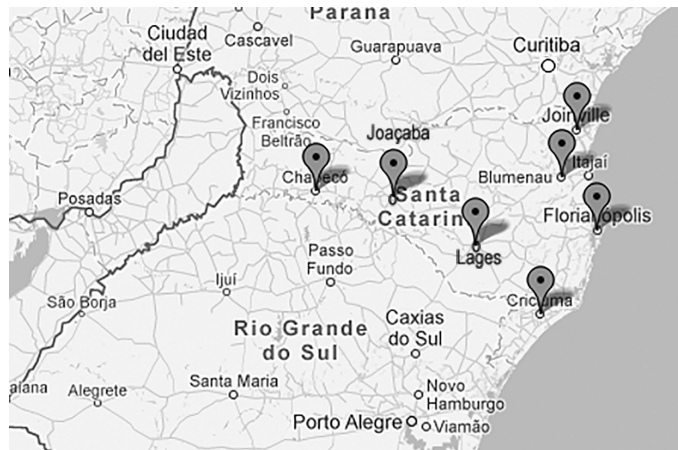 Paraná
Ciudad
del Este
Cascavel
Guarapuava
Curitiba
Dois
Vizinhos
Francisco
Beltrão
Joinville
Joaçaba
Chapecó
Blumenau
Itajaí
Santa
Catarin
Posadas
Florianópolis
Lages
Passo
Fundo
Ijuí
Criciúma
São Borja
Rio Grande
do Sul
Caxias
do Sul
Santa Maria
Novo
Hamburgo
aiana
Alegrete
Porto Alegre
Viamão